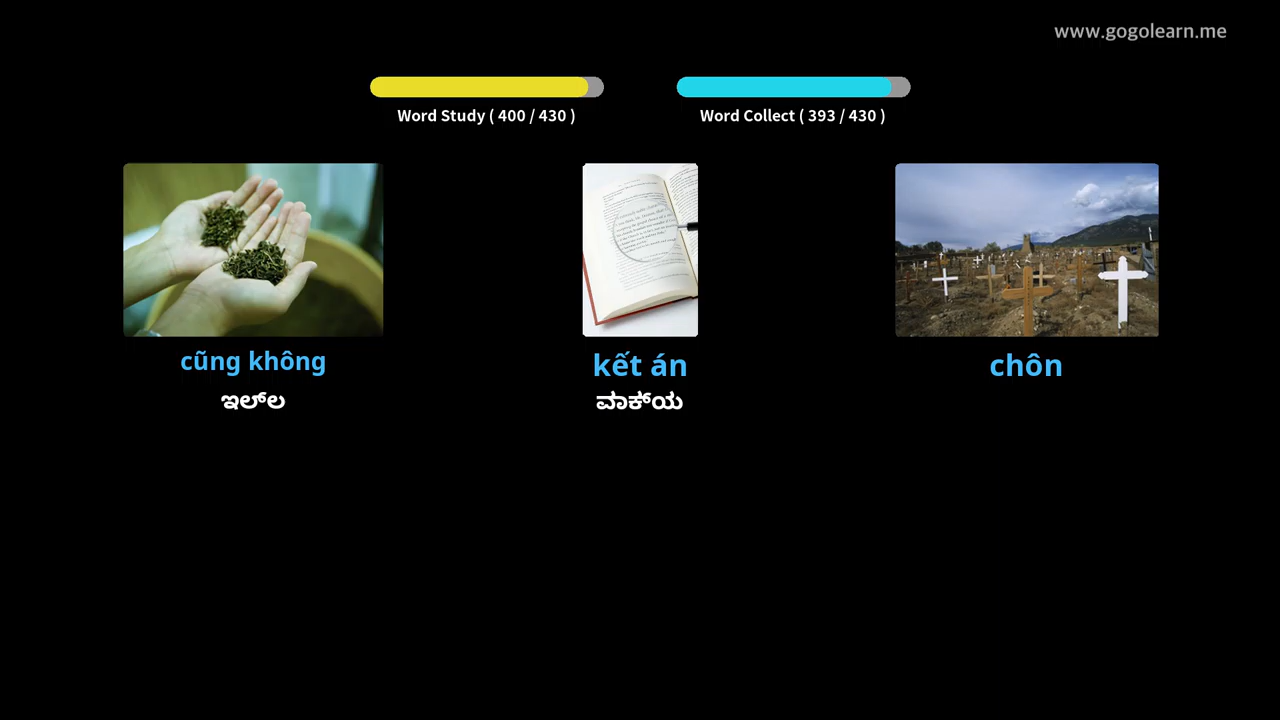 www.gogolearn.me
Word Study ( 400 / 430 )
Word Collect ( 393 / 430 )
cũng không
ಇಲ್ಲ
kết án
ವಾಕ್ಯ
chôn